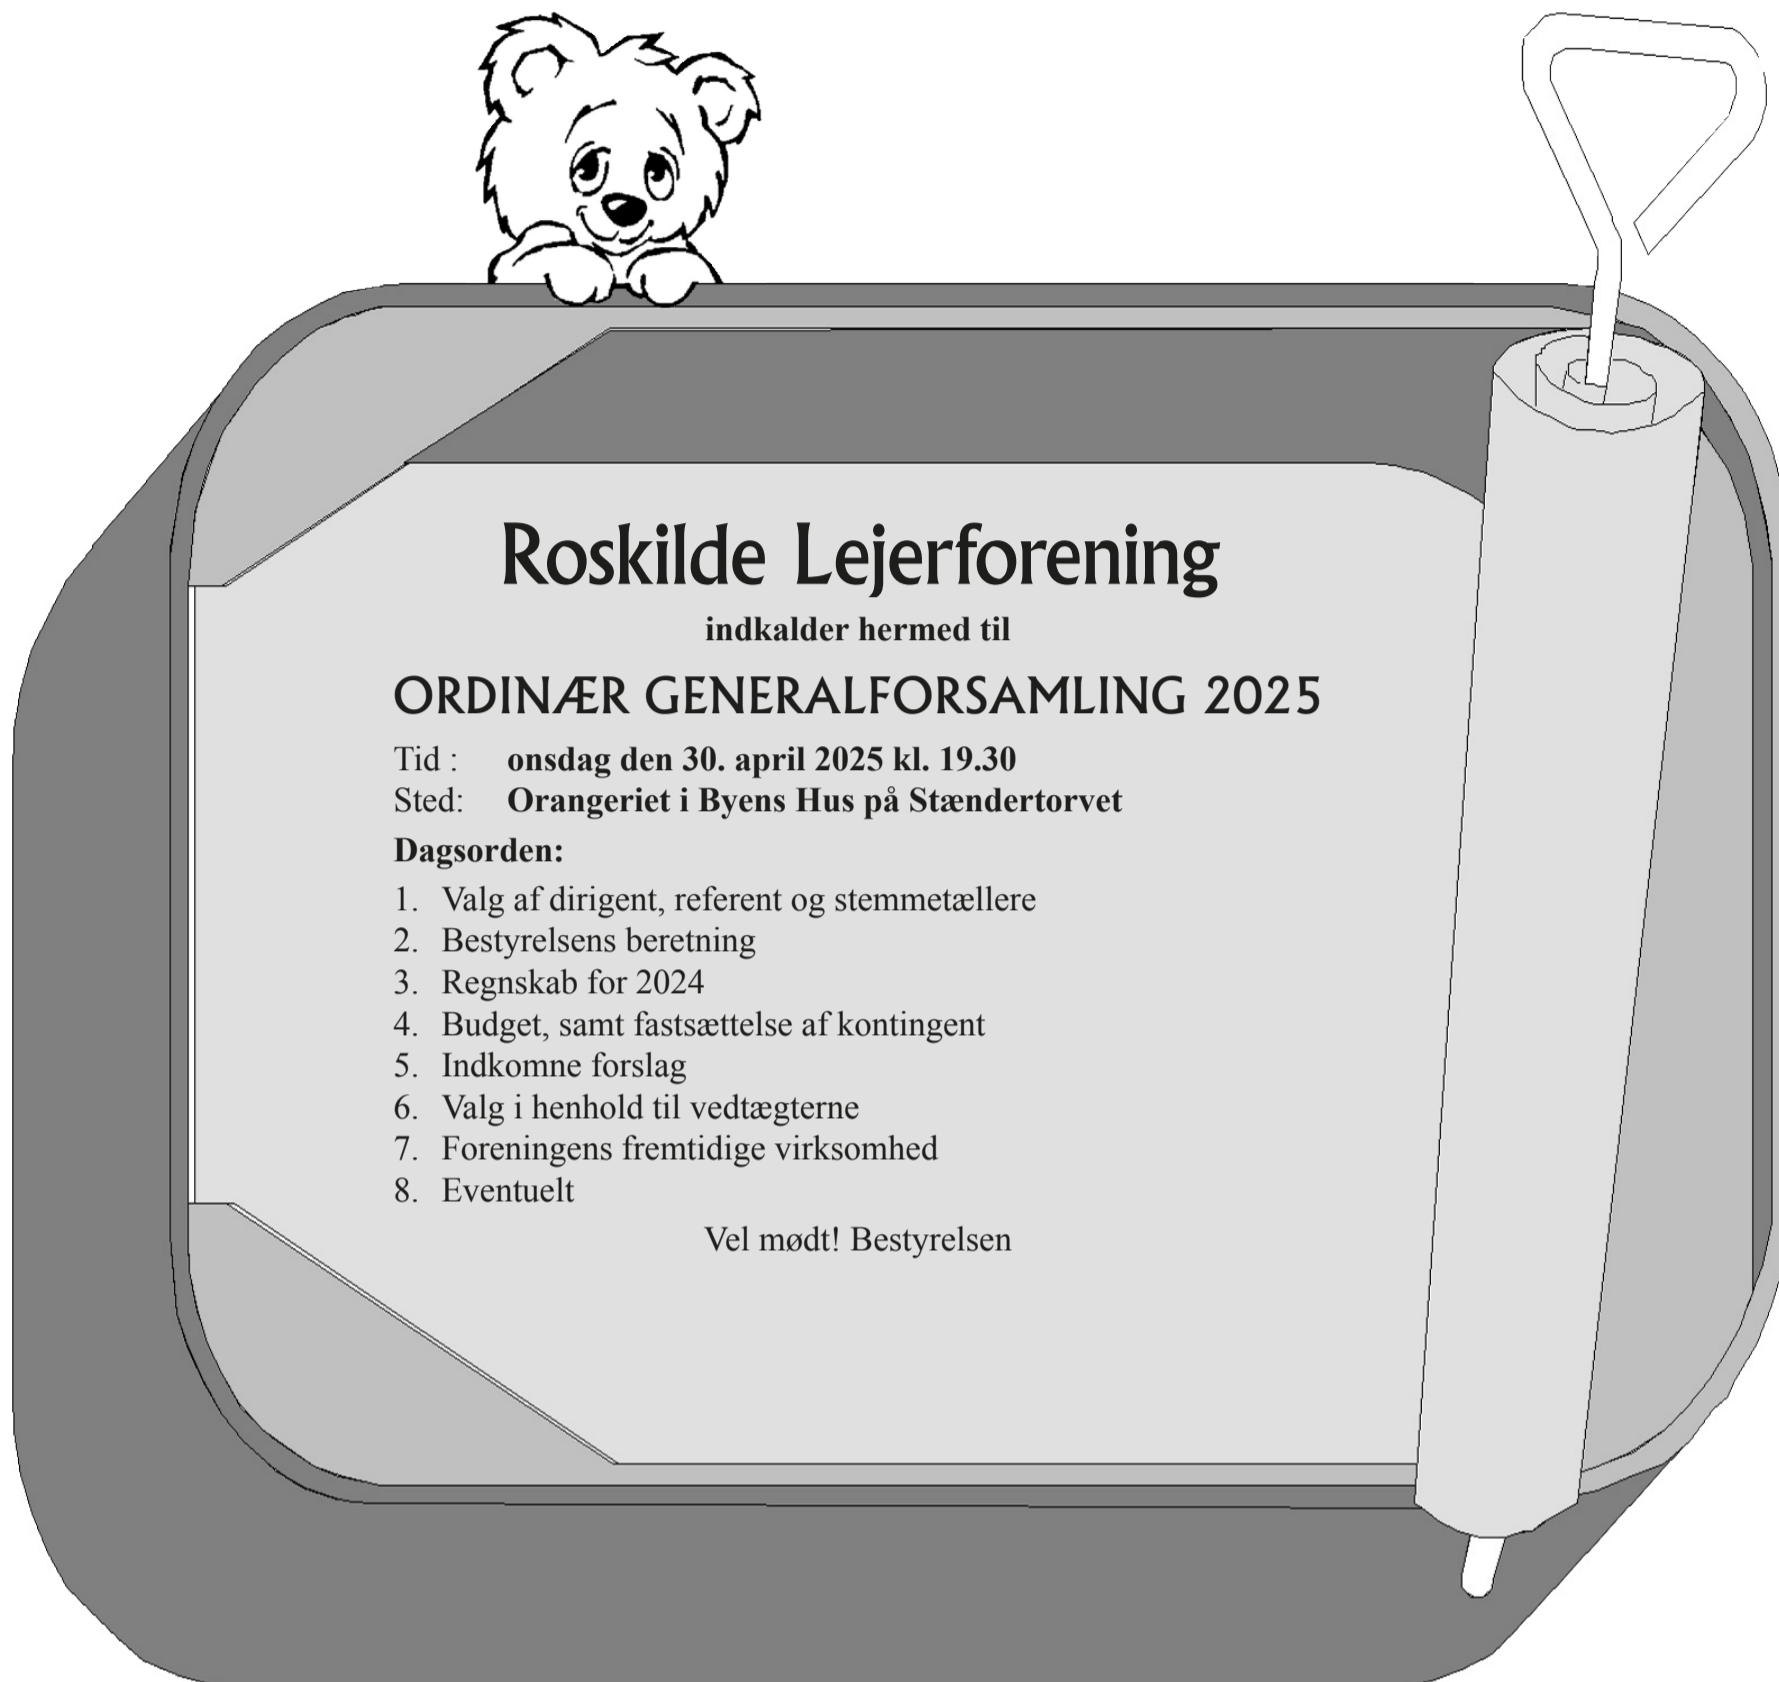 Roskilde Lejerforening
indkalder hermed til
ORDINÆR GENERALFORSAMLING 2025
Tid : onsdag den 30. april 2025 kl. 19.30
Sted: Orangeriet i Byens Hus på Stændertorvet
Dagsorden:
1. Valg af dirigent, referent og stemmetællere
2. Bestyrelsens beretning
3. Regnskab for 2024
4. Budget, samt fastsættelse af kontingent
5. Indkomne forslag
6. Valg i henhold til vedtægterne
7. Foreningens fremtidige virksomhed
8. Eventuelt
Vel mødt! Bestyrelsen